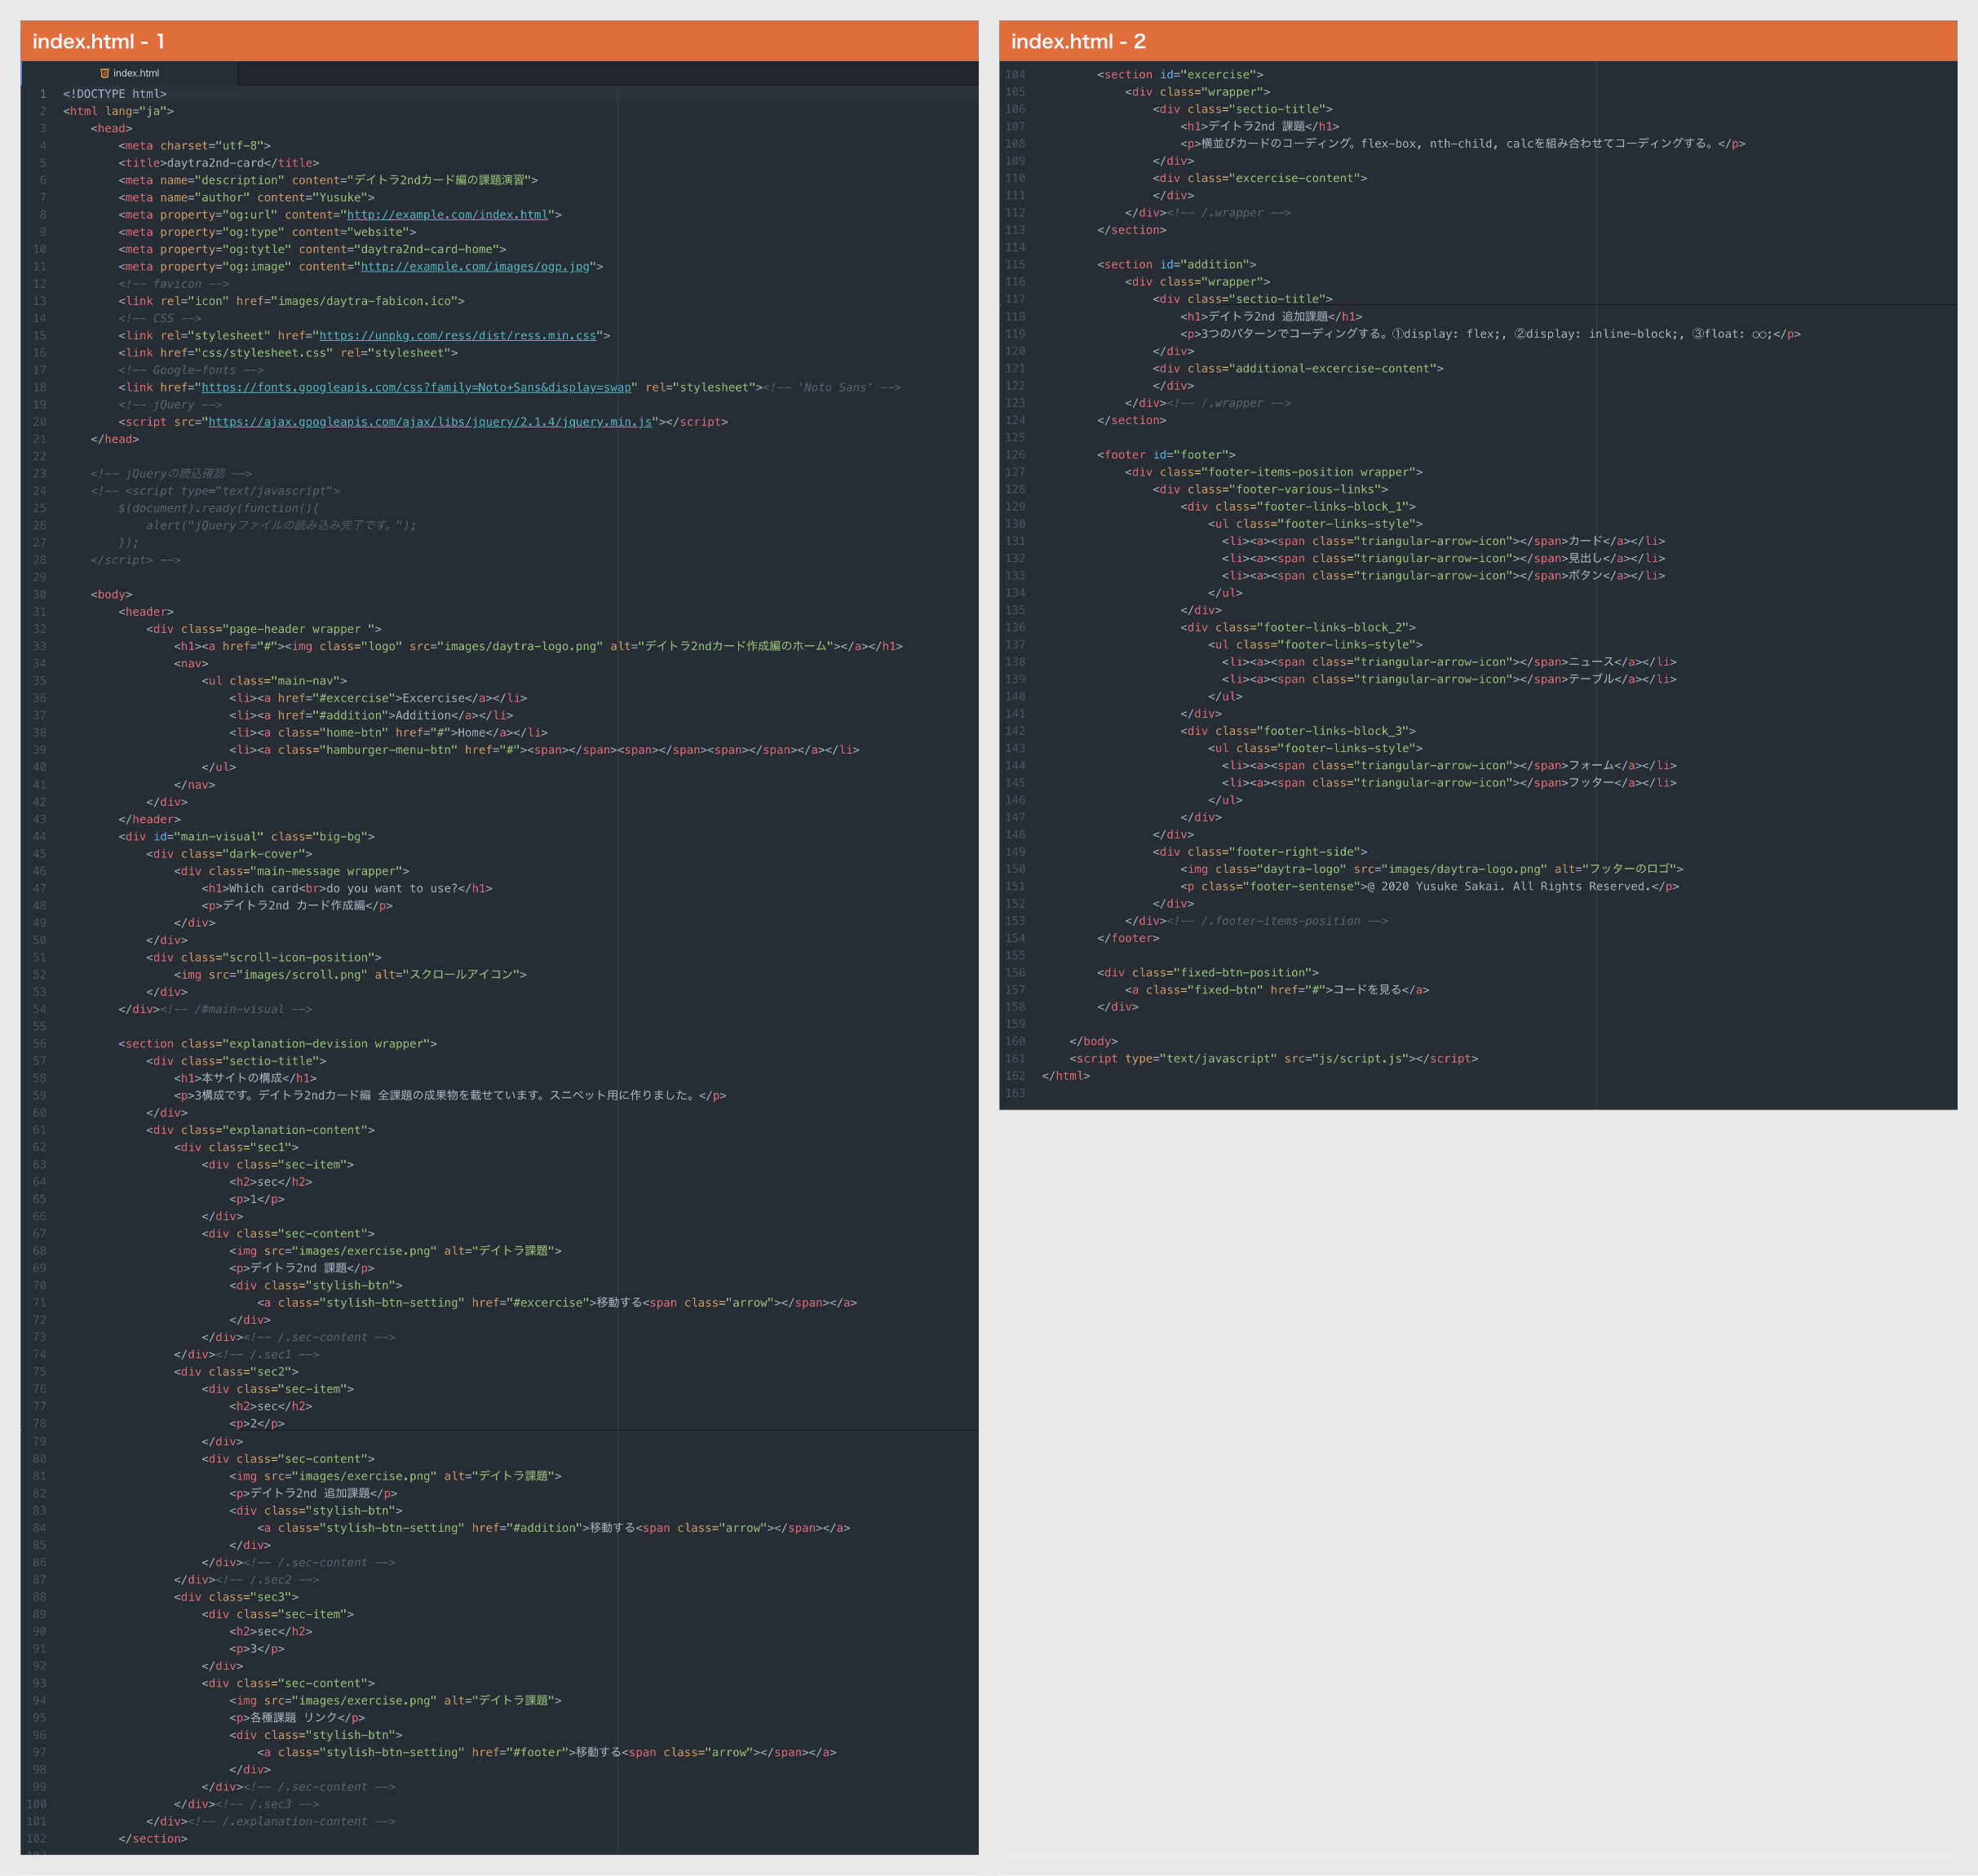 index.html - 1
index.html
1 <!DOCTYPE html>
2 <html lang="ja">
3     <head>
4         <meta charset="utf-8">
5         <title>daytra2nd-card</title>
6         <meta name="description" content="デイトラ2ndカード編の課題演習">
7         <meta name="author" content="Yusuke">
8         <meta property="og:url" content="http://example.com/index.html">
9         <meta property="og:type" content="website">
10         <meta property="og:tytle" content="daytra2nd-card-home">
11         <meta property="og:image" content="http://example.com/images/ogp.jpg">
12         <!-- favicon -->
13         <link rel="icon" href="images/daytra-fabicon.ico">
14         <!-- CSS -->
15         <link rel="stylesheet" href="https://unpkg.com/ress/dist/ress.min.css">
16         <link href="css/stylesheet.css" rel="stylesheet">
17         <!-- Google-fonts -->
18         <link href="https://fonts.googleapis.com/css?family=Noto+Sans&display=swap" rel="stylesheet"><!-- 'Noto Sans' -->
19         <!-- jQuery -->
20         <script src="https://ajax.googleapis.com/ajax/libs/jquery/2.1.4/jquery.min.js"></script>
21     </head>
22
23     <!-- jQueryの読込確認 -->
24     <!-- <script type="text/javascript">
25         $(document).ready(function(){
26             alert("jQueryファイルの読み込み完了です。");
27         });
28     </script> -->
29
30     <body>
31         <header>
32             <div class="page-header wrapper ">
33                 <h1><a href="#"><img class="logo" src="images/daytra-logo.png" alt="デイトラ2ndカード作成編のホーム"></a></h1>
34                 <nav>
35                     <ul class="main-nav">
36                         <li><a href="#excercise">Excercise</a></li>
37                         <li><a href="#addition">Addition</a></li>
38                         <li><a class="home-btn" href="#">Home</a></li>
39                         <li><a class="hamburger-menu-btn" href="#"><span></span><span></span><span></span></a></li>
40                     </ul>
41                 </nav>
42             </div>
43         </header>
44         <div id="main-visual" class="big-bg">
45             <div class="dark-cover">
46                 <div class="main-message wrapper">
47                     <h1>Which card<br>do you want to use?</h1>
48                     <p>デイトラ2nd カード作成編</p>
49                 </div>
50             </div>
51             <div class="scroll-icon-position">
52                 <img src="images/scroll.png" alt="スクロールアイコン">
53             </div>
54         </div><!-- /#main-visual -->
55
56         <section class="explanation-devision wrapper">
57             <div class="sectio-title">
58                 <h1>本サイトの構成</h1>
59                 <p>3構成です。デイトラ2ndカード編 全課題の成果物を載せています。スニペット用に作りました。</p>
60             </div>
61             <div class="explanation-content">
62                 <div class="sec1">
63                     <div class="sec-item">
64                         <h2>sec</h2>
65                         <p>1</p>
66                     </div>
67                     <div class="sec-content">
68                         <img src="images/exercise.png" alt="デイトラ課題">
69                         <p>デイトラ2nd 課題</p>
70                         <div class="stylish-btn">
71                             <a class="stylish-btn-setting" href="#excercise">移動する<span class="arrow"></span></a>
72                         </div>
73                     </div><!-- /.sec-content -->
74                 </div><!-- /.sec1 -->
75                 <div class="sec2">
76                     <div class="sec-item">
77                         <h2>sec</h2>
78                         <p>2</p>
79                     </div>
80                     <div class="sec-content">
81                         <img src="images/exercise.png" alt="デイトラ課題">
82                         <p>デイトラ2nd 追加課題</p>
83                         <div class="stylish-btn">
84                             <a class="stylish-btn-setting" href="#addition">移動する<span class="arrow"></span></a>
85                         </div>
86                     </div><!-- /.sec-content -->
87                 </div><!-- /.sec2 -->
88                 <div class="sec3">
89                     <div class="sec-item">
90                         <h2>sec</h2>
91                         <p>3</p>
92                     </div>
93                     <div class="sec-content">
94                         <img src="images/exercise.png" alt="デイトラ課題">
95                         <p>各種課題 リンク</p>
96                         <div class="stylish-btn">
97                             <a class="stylish-btn-setting" href="#footer">移動する<span class="arrow"></span></a>
98                         </div>
99                     </div><!-- /.sec-content -->
100                 </div><!-- /.sec3 -->
101             </div><!-- /.explanation-content -->
102         </section>
index.html - 2
104         <section id="excercise">
105             <div class="wrapper">
106                 <div class="sectio-title">
107                     <h1>デイトラ2nd 課題</h1>
108                     <p>横並びカードのコーディング。flex-box, nth-child, calcを組み合わせてコーディングする。</p>
109                 </div>
110                 <div class="excercise-content">
111                 </div>
112             </div><!-- /.wrapper -->
113         </section>
114
115         <section id="addition">
116             <div class="wrapper">
117                 <div class="sectio-title">
118                     <h1>デイトラ2nd 追加課題</h1>
119                     <p>3つのパターンでコーディングする。①display: flex;, ②display: inline-block;, ③float: ○○;</p>
120                 </div>
121                 <div class="additional-excercise-content">
122                 </div>
123             </div><!-- /.wrapper -->
124         </section>
125
126         <footer id="footer">
127             <div class="footer-items-position wrapper">
128                 <div class="footer-various-links">
129                     <div class="footer-links-block_1">
130                         <ul class="footer-links-style">
131                           <li><a><span class="triangular-arrow-icon"></span>カード</a></li>
132                           <li><a><span class="triangular-arrow-icon"></span>見出し</a></li>
133                           <li><a><span class="triangular-arrow-icon"></span>ボタン</a></li>
134                         </ul>
135                     </div>
136                     <div class="footer-links-block_2">
137                         <ul class="footer-links-style">
138                           <li><a><span class="triangular-arrow-icon"></span>ニュース</a></li>
139                           <li><a><span class="triangular-arrow-icon"></span>テーブル</a></li>
140                         </ul>
141                     </div>
142                     <div class="footer-links-block_3">
143                         <ul class="footer-links-style">
144                           <li><a><span class="triangular-arrow-icon"></span>フォーム</a></li>
145                           <li><a><span class="triangular-arrow-icon"></span>フッター</a></li>
146                         </ul>
147                     </div>
148                 </div>
149                 <div class="footer-right-side">
150                     <img class="daytra-logo" src="images/daytra-logo.png" alt="フッターのロゴ">
151                     <p class="footer-sentense">@ 2020 Yusuke Sakai. All Rights Reserved.</p>
152                 </div>
153             </div><!-- /.footer-items-position -->
154         </footer>
155
156         <div class="fixed-btn-position">
157             <a class="fixed-btn" href="#">コードを見る</a>
158         </div>
159
160     </body>
161     <script type="text/javascript" src="js/script.js"></script>
162 </html>
163